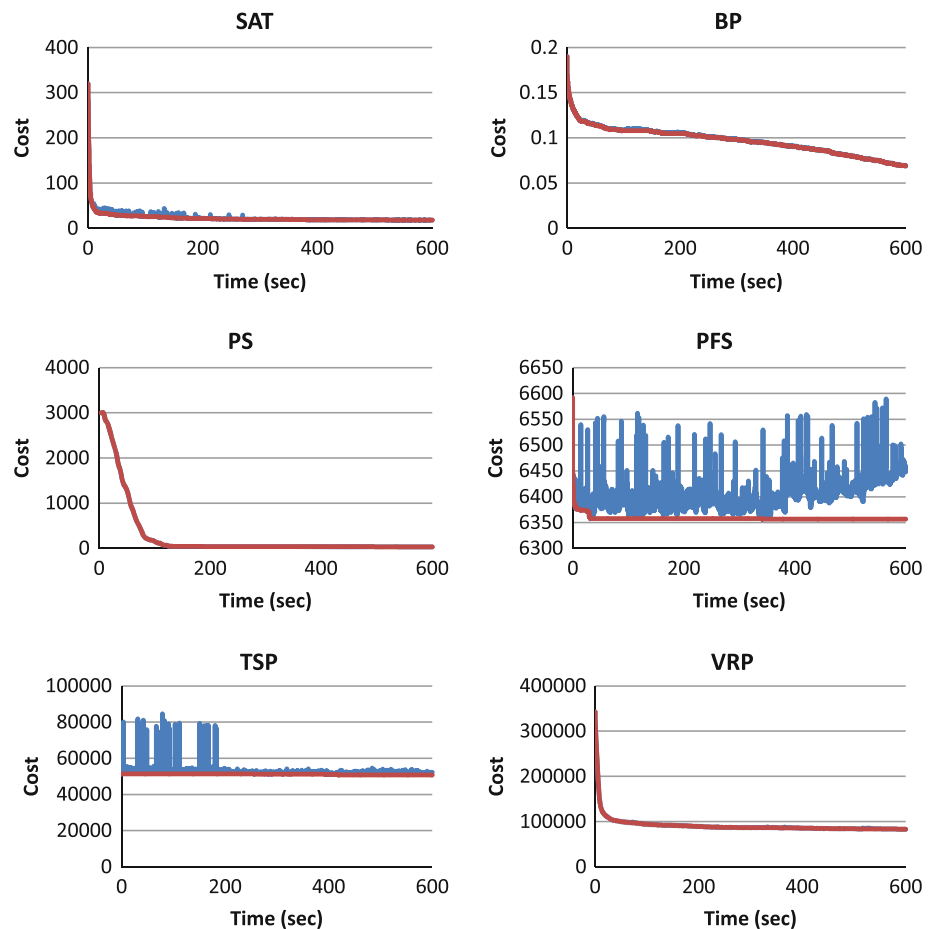 SAT
400
300
200
100
0
0 200 400 600
Cost
Time (sec)
BP
0.2
0.15
0.1
0.05
0
0 200 400 600
Cost
Time (sec)
PS
4000
3000
2000
1000
0
0 200 400 600
Cost
Time (sec)
PFS
6650
6600
6550
6500
6450
6400
6350
6300
0 200 400 600
Cost
Time (sec)
TSP
100000
80000
60000
40000
20000
0
0 200 400 600
Cost
Time (sec)
VRP
400000
300000
200000
100000
0
0 200 400 600
Cost
Time (sec)